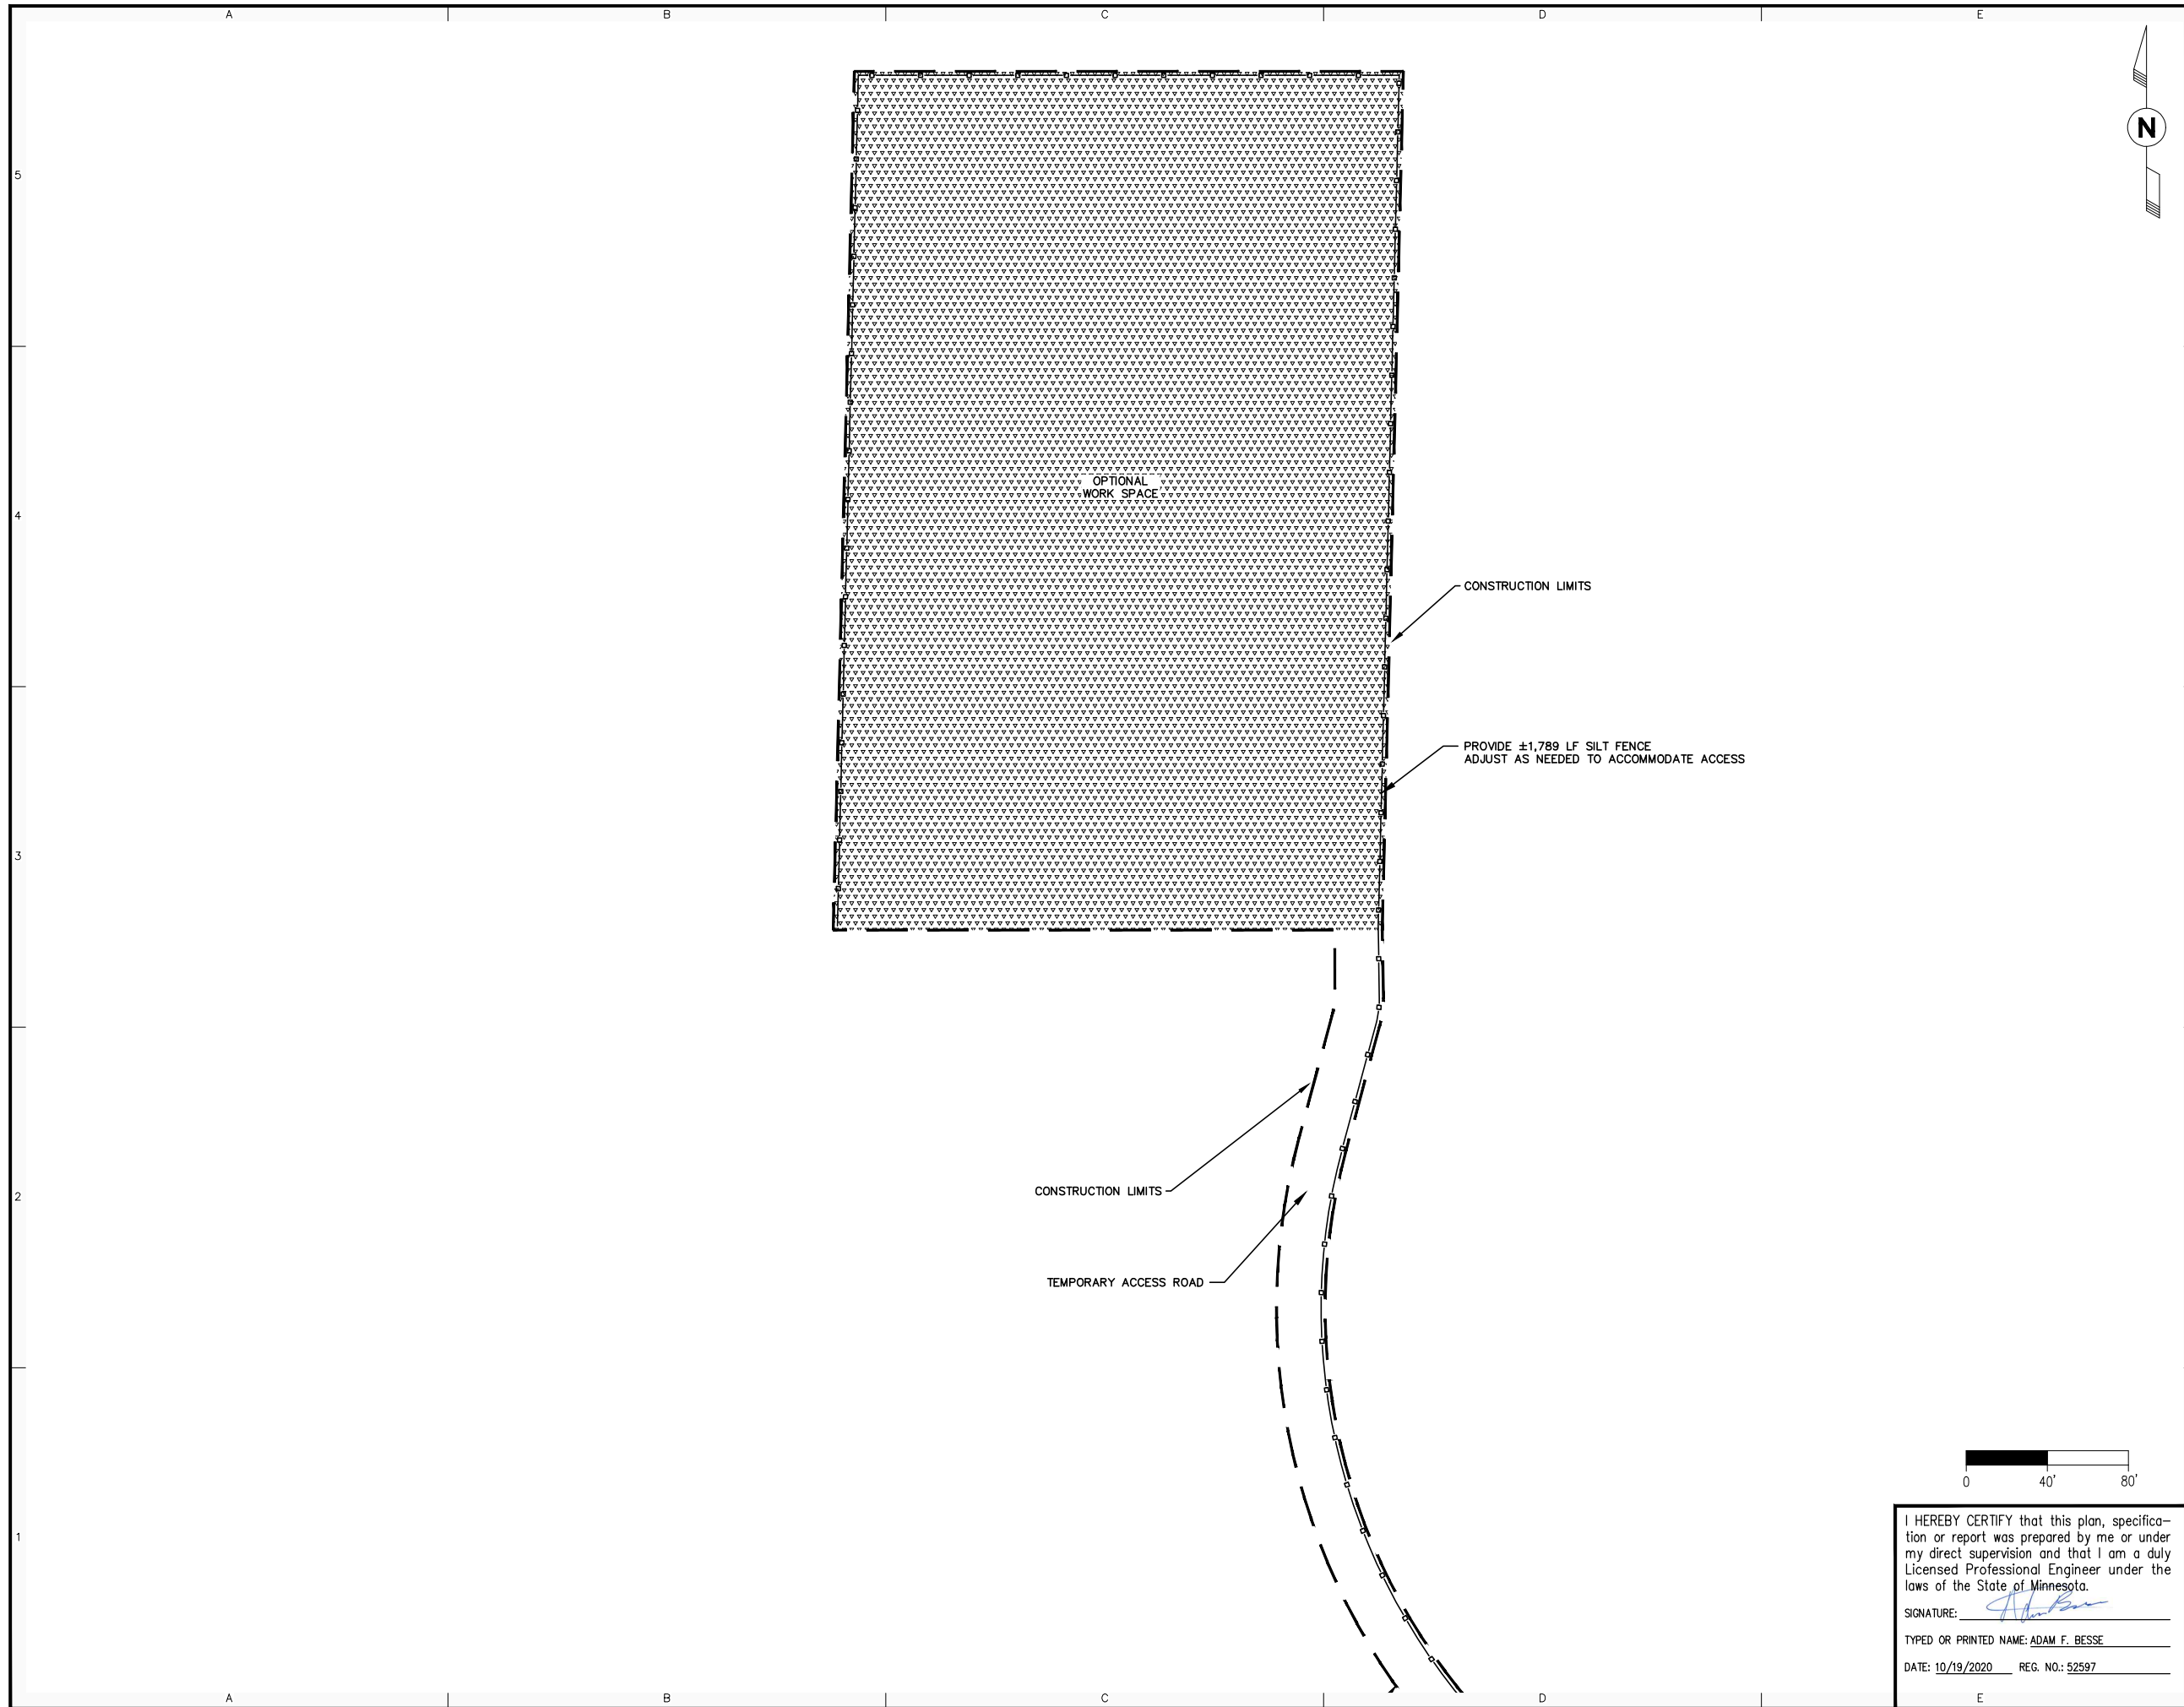 A B C D E
N
5
OPTIONAL
WORK SPACE
4
CONSTRUCTION LIMITS
PROVIDE ±1,789 LF SILT FENCE
ADJUST AS NEEDED TO ACCOMMODATE ACCESS
3
CONSTRUCTION LIMITS
2
TEMPORARY ACCESS ROAD
0 40' 80'
1
I HEREBY CERTIFY that this plan, specifica-
tion or report was prepared by me or under
my direct supervision and that I am a duly
Licensed Professional Engineer under the
laws of the State of Minnesota.
SIGNATURE:
TYPED OR PRINTED NAME: ADAM F. BESSE
DATE: 10/19/2020 REG. NO.: 52597
A B C D E